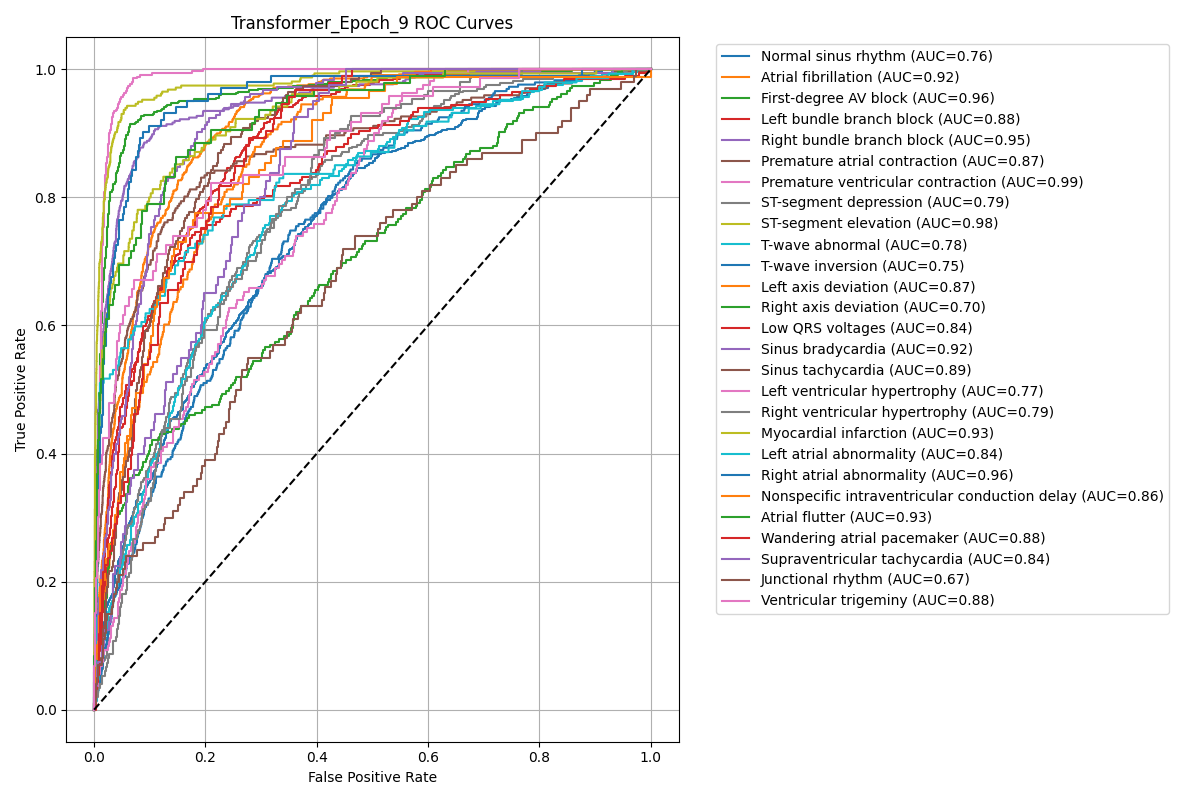 Transformer_Epoch_9 ROC Curves
True Positive Rate
1.0
0.8
0.6
0.4
0.2
0.0
0.0 0.2 0.4 0.6 0.8 1.0
False Positive Rate
Normal sinus rhythm (AUC=0.76)
Atrial fibrillation (AUC=0.92)
First-degree AV block (AUC=0.96)
Left bundle branch block (AUC=0.88)
Right bundle branch block (AUC=0.95)
Premature atrial contraction (AUC=0.87)
Premature ventricular contraction (AUC=0.99)
ST-segment depression (AUC=0.79)
ST-segment elevation (AUC=0.98)
T-wave abnormal (AUC=0.78)
T-wave inversion (AUC=0.75)
Left axis deviation (AUC=0.87)
Right axis deviation (AUC=0.70)
Low QRS voltages (AUC=0.84)
Sinus bradycardia (AUC=0.92)
Sinus tachycardia (AUC=0.89)
Left ventricular hypertrophy (AUC=0.77)
Right ventricular hypertrophy (AUC=0.79)
Myocardial infarction (AUC=0.93)
Left atrial abnormality (AUC=0.84)
Right atrial abnormality (AUC=0.96)
Nonspecific intraventricular conduction delay (AUC=0.86)
Atrial flutter (AUC=0.93)
Wandering atrial pacemaker (AUC=0.88)
Supraventricular tachycardia (AUC=0.84)
Junctional rhythm (AUC=0.67)
Ventricular trigeminy (AUC=0.88)